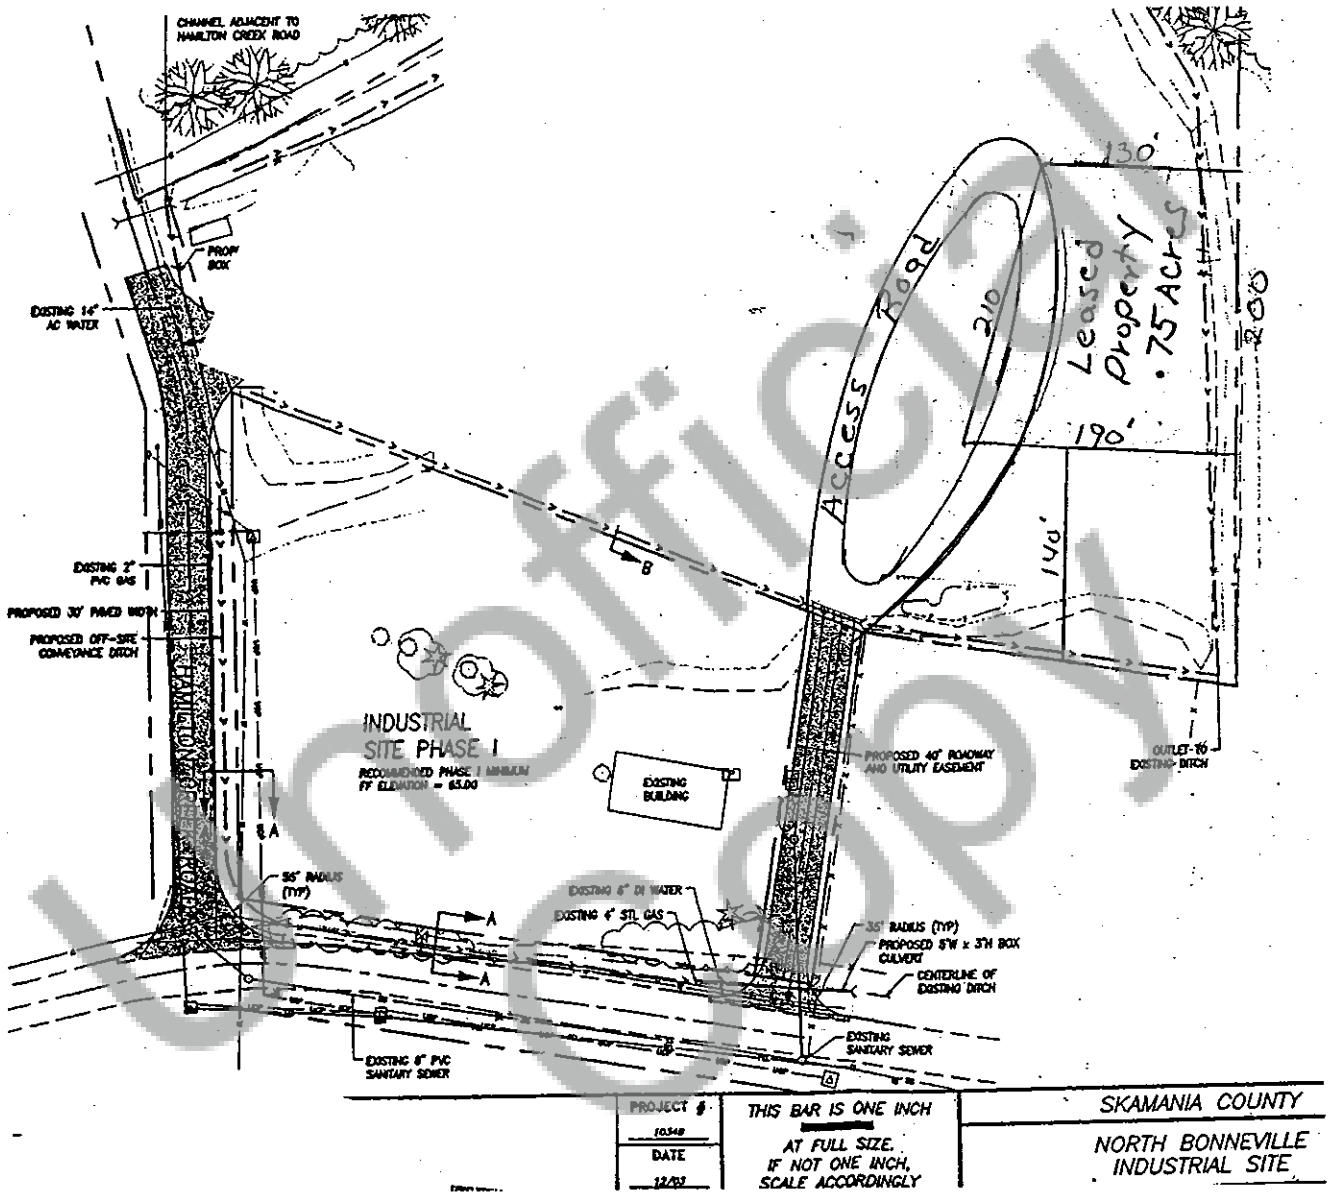 CHANNEL ADJACENT TO
HAMILTON CREEK ROAD
130'
PROP
BOX
EXISTING 14"
AC WATER
Access Road
210
Leased
Property
.75 Acres
200
190'
140'
B
EXISTING 2"
PVC GAS
PROPOSED 30' PAVED WIDTH
PROPOSED OFF-SITE
CONVEYANCE DITCH
INDUSTRIAL
SITE PHASE I
RECOMMENDED PHASE I MINIMUM
FF ELEVATION = 65.00
EXISTING
BUILDING
PROPOSED 40' ROADWAY
AND UTILITY EASEMENT
OUTLET TO
EXISTING DITCH
A
55' RADIUS
(TYP)
EXISTING 8" DI WATER
EXISTING 4" STL GAS
A
A
35' RADIUS (TYP)
PROPOSED 8'W x 3'H BOX
CULVERT
CENTERLINE OF
EXISTING DITCH
EXISTING
SANITARY SEWER
EXISTING 8" PVC
SANITARY SEWER
PROJECT #
10348
DATE
12/03
THIS BAR IS ONE INCH
AT FULL SIZE.
IF NOT ONE INCH,
SCALE ACCORDINGLY
SKAMANIA COUNTY
NORTH BONNEVILLE
INDUSTRIAL SITE
Unofficial
Copy